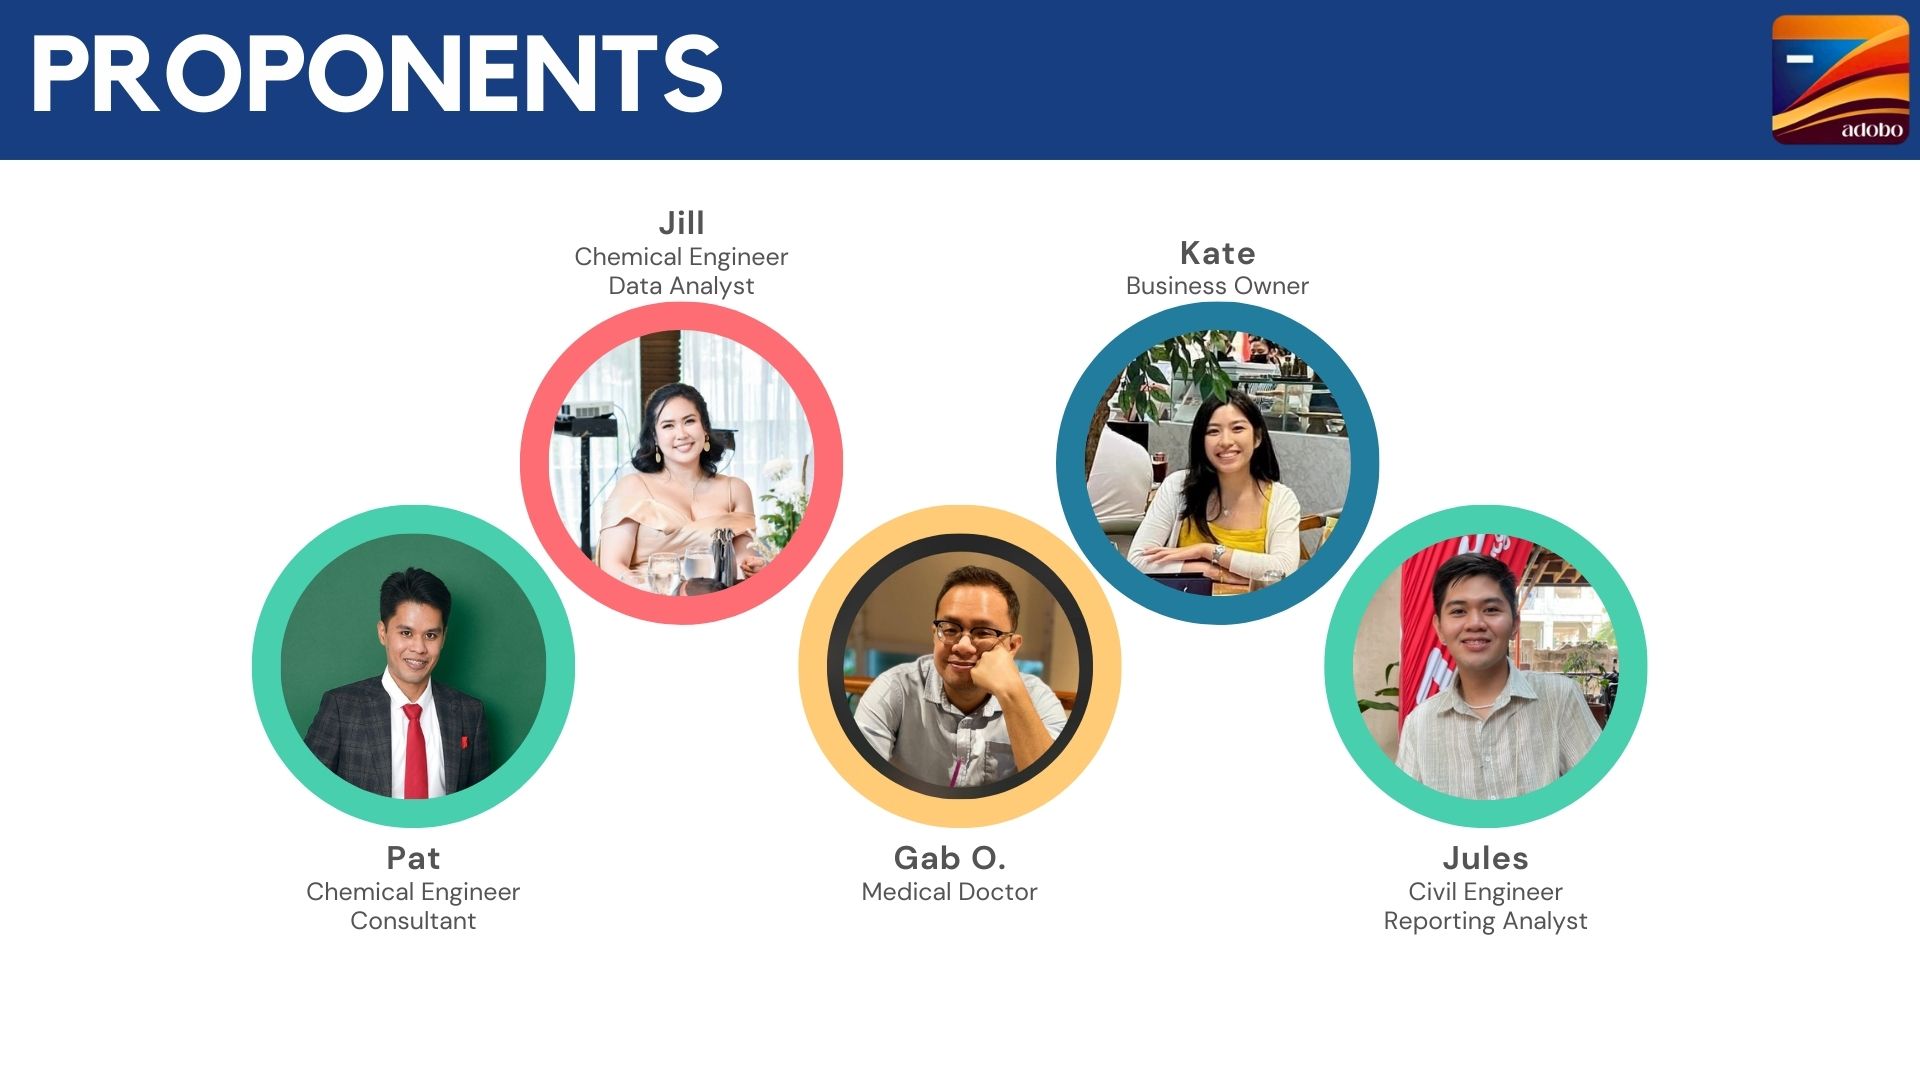 PROPONENTS
adobo
Jill
Chemical Engineer
Data Analyst
Kate
Business Owner
Pat
Chemical Engineer
Consultant
Gab O.
Medical Doctor
Jules
Civil Engineer
Reporting Analyst